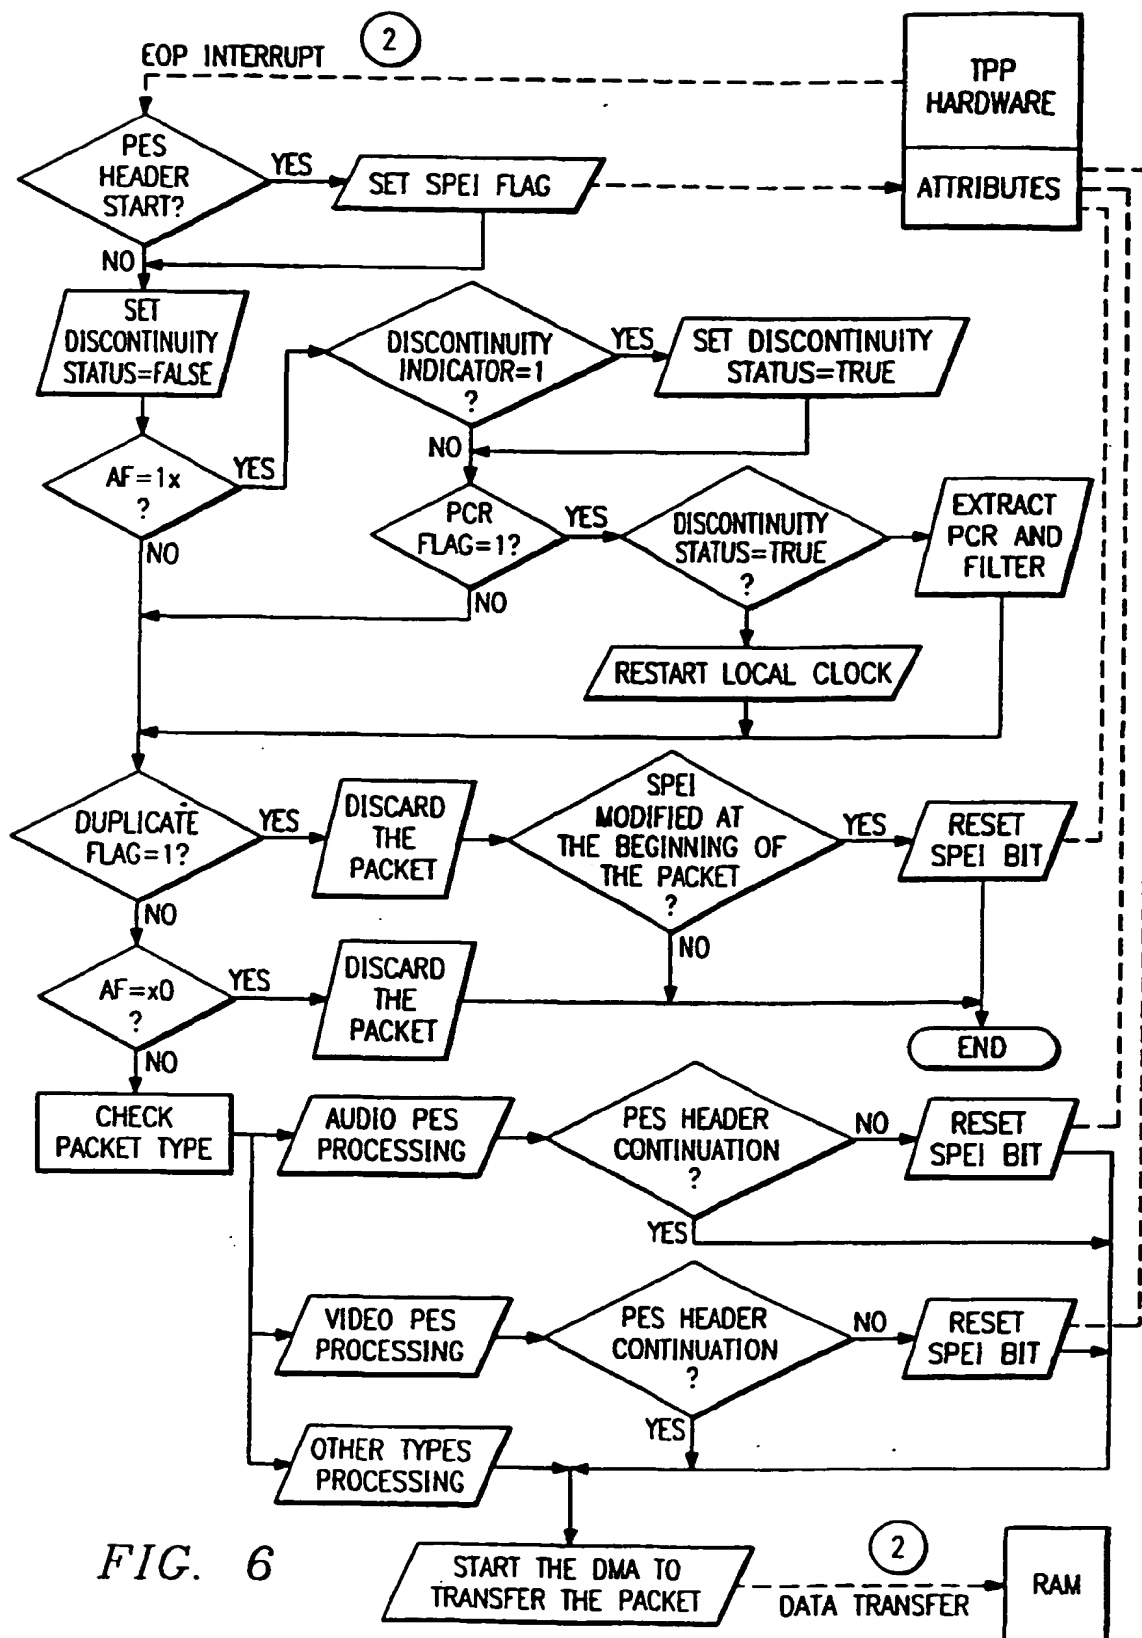 EOP INTERRUPT
2
TPP
HARDWARE
ATTRIBUTES
PES
HEADER
START?
YES
SET SPEI FLAG
NO
SET
DISCONTINUITY
STATUS=FALSE
DISCONTINUITY
INDICATOR=1
?
YES
SET DISCONTINUITY
STATUS=TRUE
NO
AF=1x
?
YES
NO
PCR
FLAG=1?
YES
NO
DISCONTINUITY
STATUS=TRUE
?
EXTRACT
PCR AND
FILTER
RESTART LOCAL CLOCK
DUPLICATE
FLAG=1?
YES
NO
DISCARD
THE
PACKET
SPEI
MODIFIED AT
THE BEGINNING OF
THE PACKET
?
YES
NO
RESET
SPEI BIT
AF=x0
?
YES
NO
DISCARD
THE
PACKET
END
CHECK
PACKET TYPE
AUDIO PES
PROCESSING
PES HEADER
CONTINUATION
?
NO
YES
RESET
SPEI BIT
VIDEO PES
PROCESSING
PES HEADER
CONTINUATION
?
NO
YES
RESET
SPEI BIT
OTHER TYPES
PROCESSING
START THE DMA TO
TRANSFER THE PACKET
2
DATA TRANSFER
RAM
FIG. 6